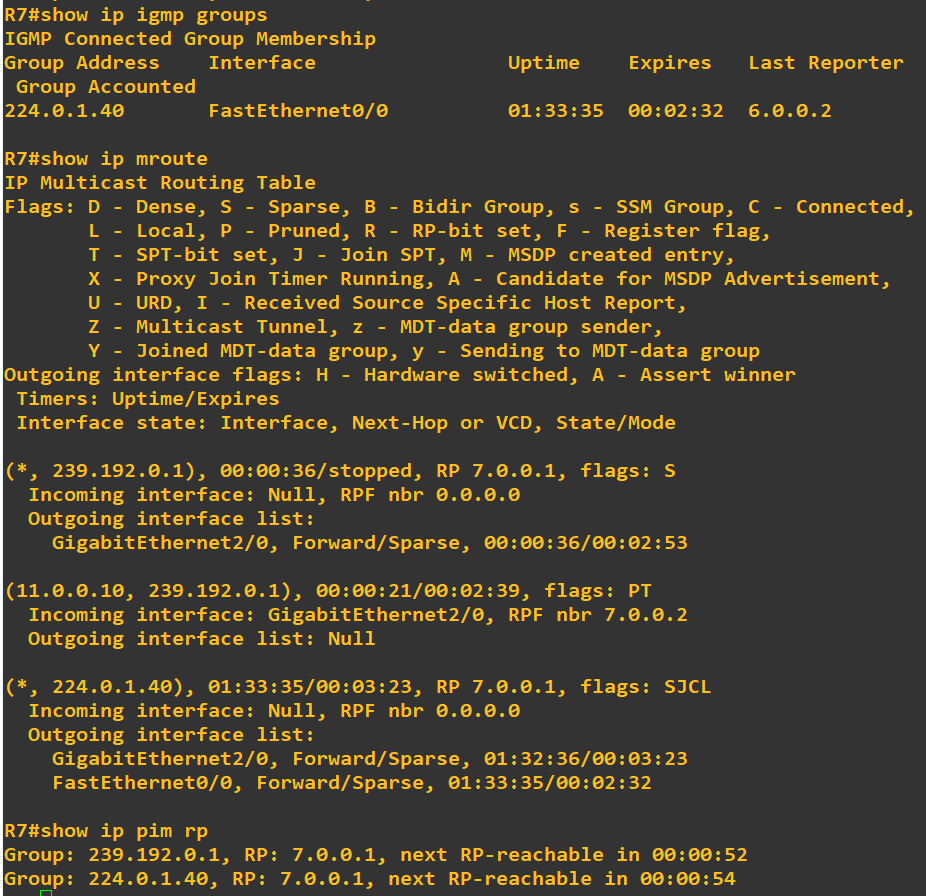 R7#show ip igmp groups
IGMP Connected Group Membership
Group Address    Interface                Uptime    Expires   Last Reporter
 Group Accounted
224.0.1.40       FastEthernet0/0          01:33:35  00:02:32  6.0.0.2
R7#show ip mroute
IP Multicast Routing Table
Flags: D - Dense, S - Sparse, B - Bidir Group, s - SSM Group, C - Connected,
       L - Local, P - Pruned, R - RP-bit set, F - Register flag,
       T - SPT-bit set, J - Join SPT, M - MSDP created entry,
       X - Proxy Join Timer Running, A - Candidate for MSDP Advertisement,
       U - URD, I - Received Source Specific Host Report,
       Z - Multicast Tunnel, z - MDT-data group sender,
       Y - Joined MDT-data group, y - Sending to MDT-data group
Outgoing interface flags: H - Hardware switched, A - Assert winner
 Timers: Uptime/Expires
 Interface state: Interface, Next-Hop or VCD, State/Mode
(*, 239.192.0.1), 00:00:36/stopped, RP 7.0.0.1, flags: S
  Incoming interface: Null, RPF nbr 0.0.0.0
  Outgoing interface list:
    GigabitEthernet2/0, Forward/Sparse, 00:00:36/00:02:53
(11.0.0.10, 239.192.0.1), 00:00:21/00:02:39, flags: PT
  Incoming interface: GigabitEthernet2/0, RPF nbr 7.0.0.2
  Outgoing interface list: Null
(*, 224.0.1.40), 01:33:35/00:03:23, RP 7.0.0.1, flags: SJCL
  Incoming interface: Null, RPF nbr 0.0.0.0
  Outgoing interface list:
    GigabitEthernet2/0, Forward/Sparse, 01:32:36/00:03:23
    FastEthernet0/0, Forward/Sparse, 01:33:35/00:02:32
R7#show ip pim rp
Group: 239.192.0.1, RP: 7.0.0.1, next RP-reachable in 00:00:52
Group: 224.0.1.40, RP: 7.0.0.1, next RP-reachable in 00:00:54